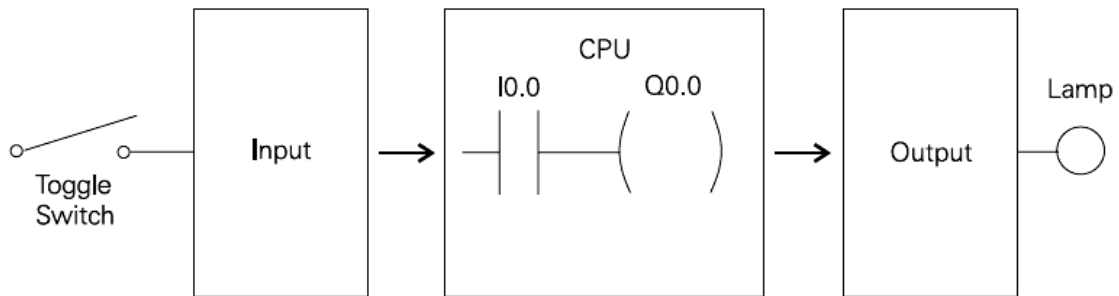 CPU
I0.0
Q0.0
Lamp
Input
Output
Toggle
Switch